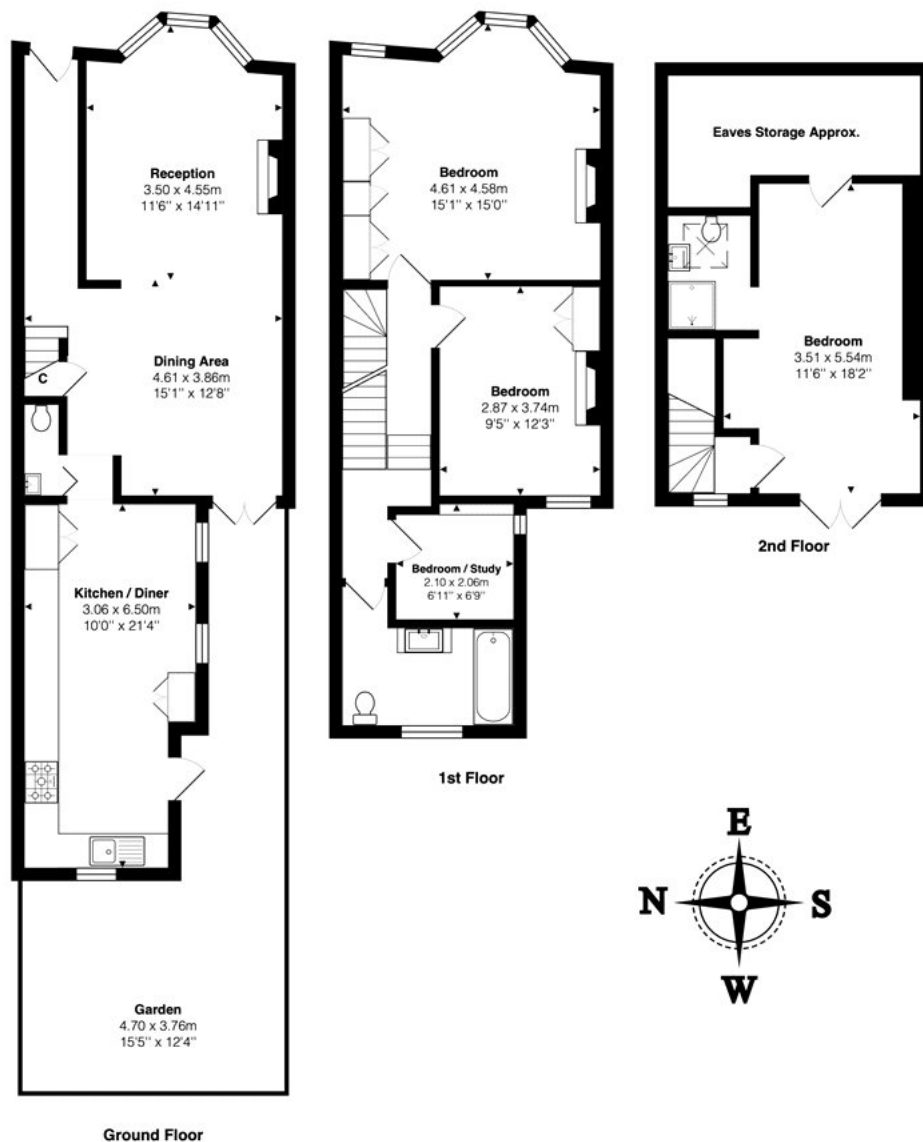 Reception
3.50 x 4.55m
11'6" x 14'11"
Dining Area
4.61 x 3.86m
15'1" x 12'8"
C
Kitchen / Diner
3.06 x 6.50m
10'0" x 21'4"
Garden
4.70 x 3.76m
15'5" x 12'4"
Ground Floor
Bedroom
4.61 x 4.58m
15'1" x 15'0"
Bedroom
2.87 x 3.74m
9'5" x 12'3"
Bedroom / Study
2.10 x 2.06m
6'11" x 6'9"
1st Floor
Eaves Storage Approx.
Bedroom
3.51 x 5.54m
11'6" x 18'2"
2nd Floor
E
N
S
W